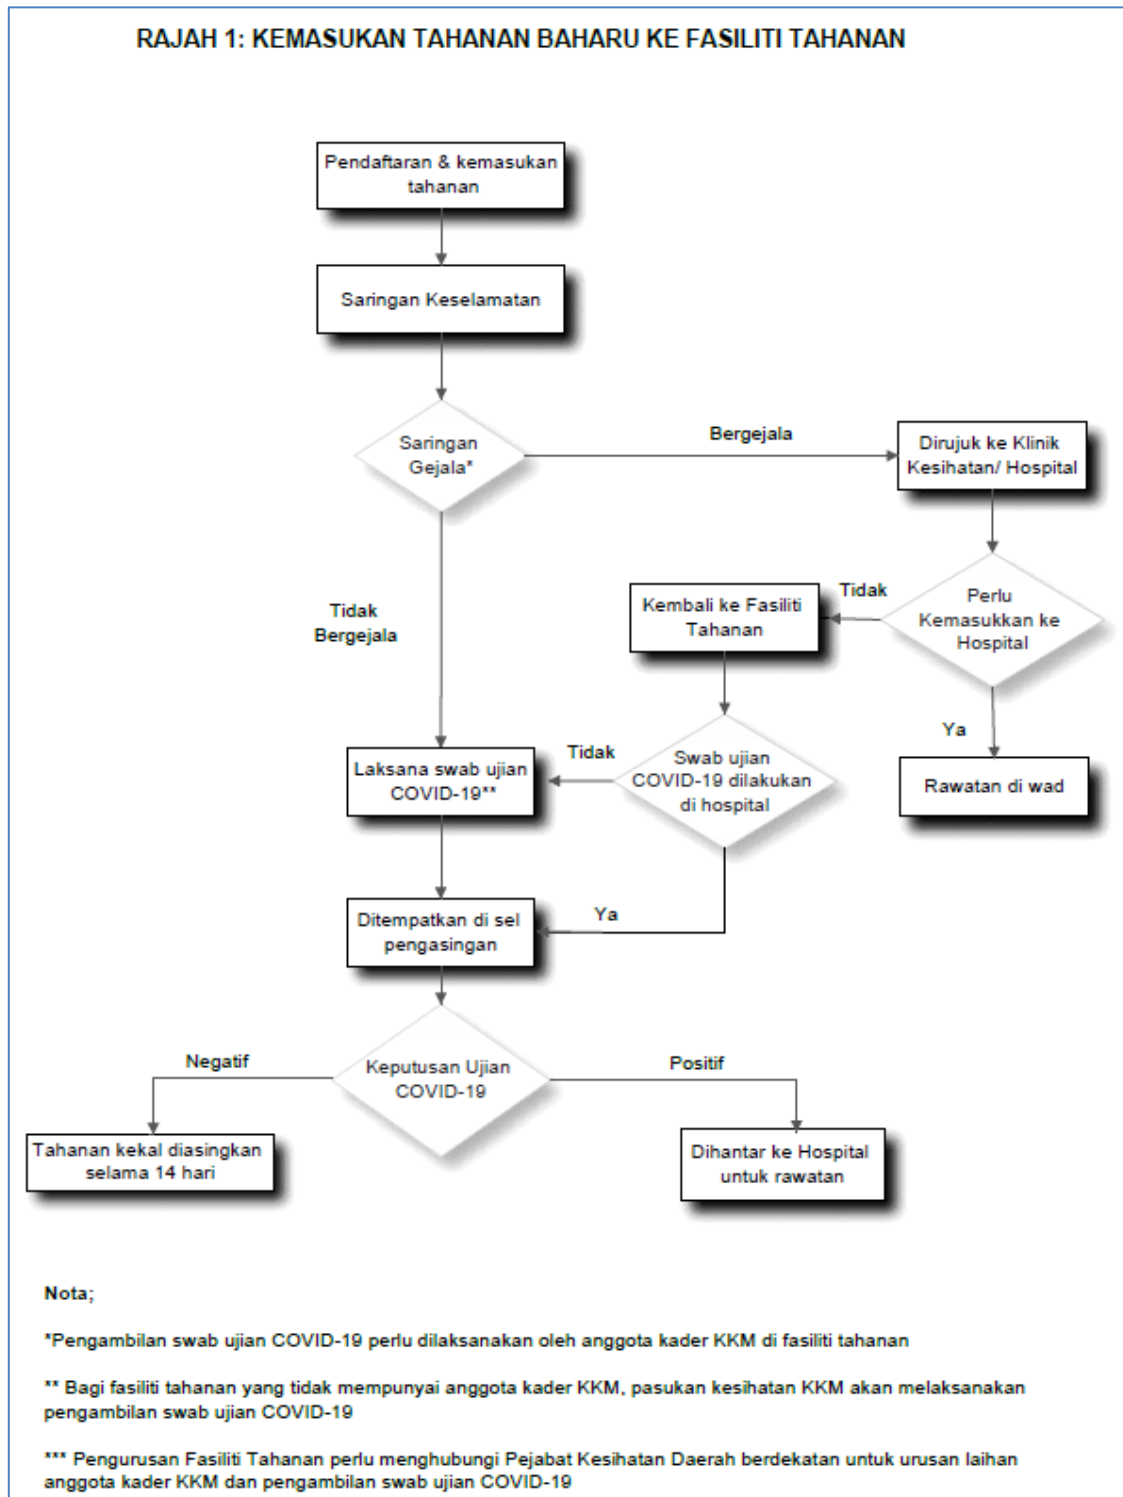 RAJAH 1: KEMASUKAN TAHANAN BAHARU KE FASILITI TAHANAN
Pendaftaran & kemasukan
tahanan
Saringan Keselamatan
Saringan
Gejala*
Bergejala
Dirujuk ke Klinik
Kesihatan/ Hospital
Tidak
Bergejala
Kembali ke Fasiliti
Tahanan
Tidak
Perlu
Kemasukkan ke
Hospital
Ya
Rawatan di wad
Laksana swab ujian
COVID-19**
Tidak
Swab ujian
COVID-19 dilakukan
di hospital
Ditempatkan di sel
pengasingan
Ya
Negatif
Keputusan Ujian
COVID-19
Positif
Tahanan kekal diasingkan
selama 14 hari
Dihantar ke Hospital
untuk rawatan
Nota;
*Pengambilan swab ujian COVID-19 perlu dilaksanakan oleh anggota kader KKM di fasiliti tahanan
** Bagi fasiliti tahanan yang tidak mempunyai anggota kader KKM, pasukan kesihatan KKM akan melaksanakan
pengambilan swab ujian COVID-19
*** Pengurusan Fasiliti Tahanan perlu menghubungi Pejabat Kesihatan Daerah berdekatan untuk urusan laihan
anggota kader KKM dan pengambilan swab ujian COVID-19